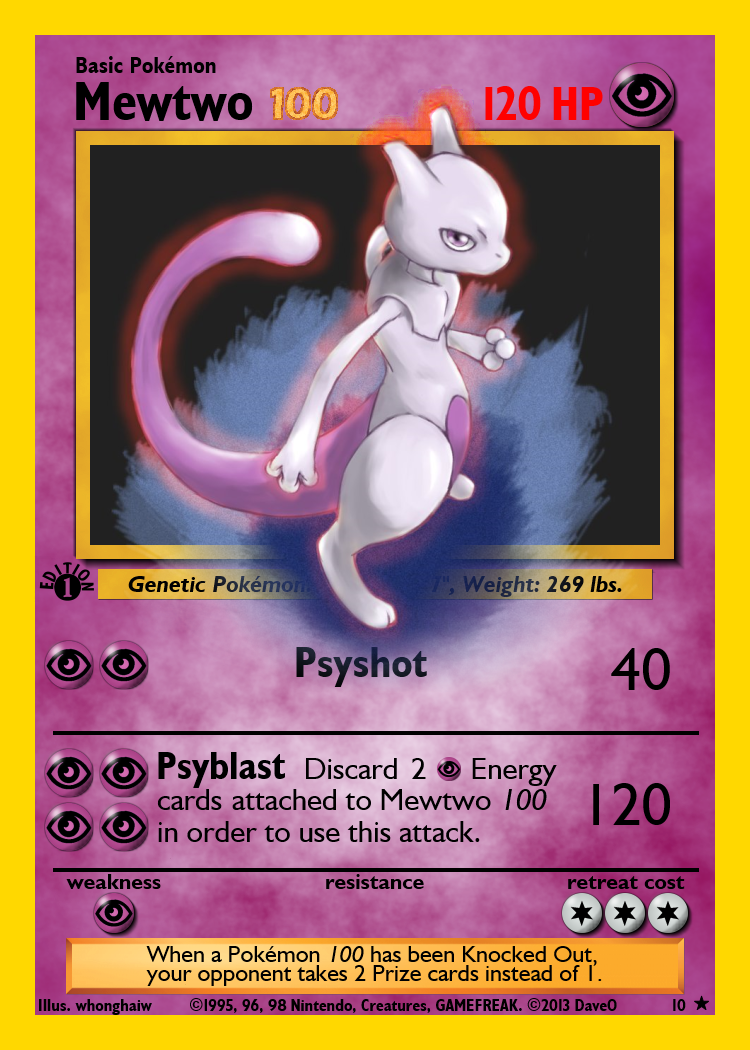 Basic Pokémon
Mewtwo 100 120 HP
EDITION
1
Genetic Pokémon. 1", Weight: 269 lbs.
Psyshot 40
Psyblast Discard 2 Energy
cards attached to Mewtwo 100
in order to use this attack.
120
weakness resistance retreat cost
When a Pokémon 100 has been Knocked Out,
your opponent takes 2 Prize cards instead of 1.
Illus. whonghaiw ©1995, 96, 98 Nintendo, Creatures, GAMEFREAK. ©2013 DaveO 10 ★